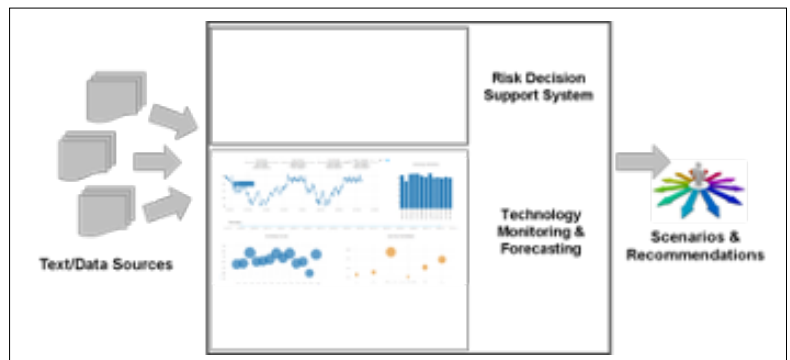 Risk Decision
Support System
Technology
Monitoring &
Forecasting
Text/Data Sources
Scenarios &
Recommendations